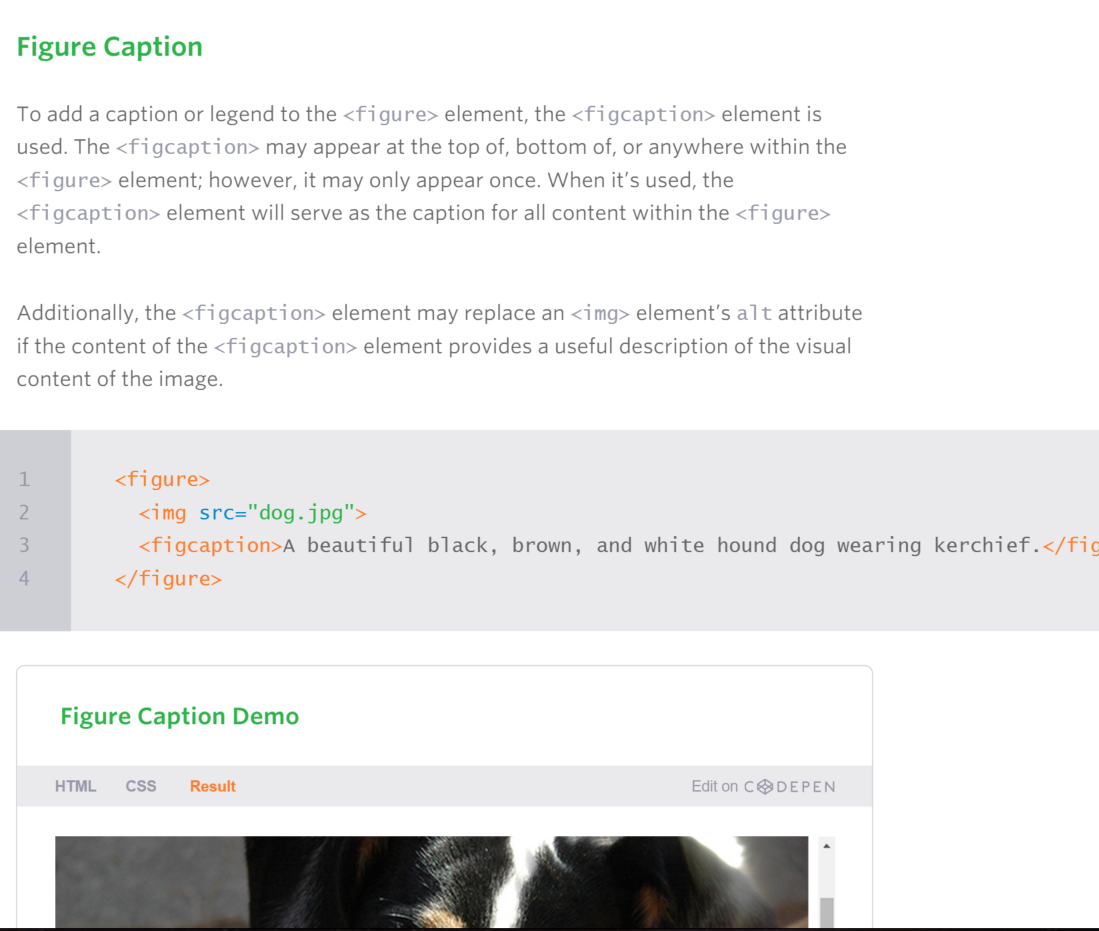 Figure Caption
To add a caption or legend to the <figure> element, the <figcaption> element is
used. The <figcaption> may appear at the top of, bottom of, or anywhere within the
<figure> element; however, it may only appear once. When it’s used, the
<figcaption> element will serve as the caption for all content within the <figure>
element.
Additionally, the <figcaption> element may replace an <img> element’s alt attribute
if the content of the <figcaption> element provides a useful description of the visual
content of the image.
1 <figure>
2 <img src="dog.jpg">
3 <figcaption>A beautiful black, brown, and white hound dog wearing kerchief.</fig
4 </figure>
Figure Caption Demo
HTML CSS Result Edit on CODEPEN